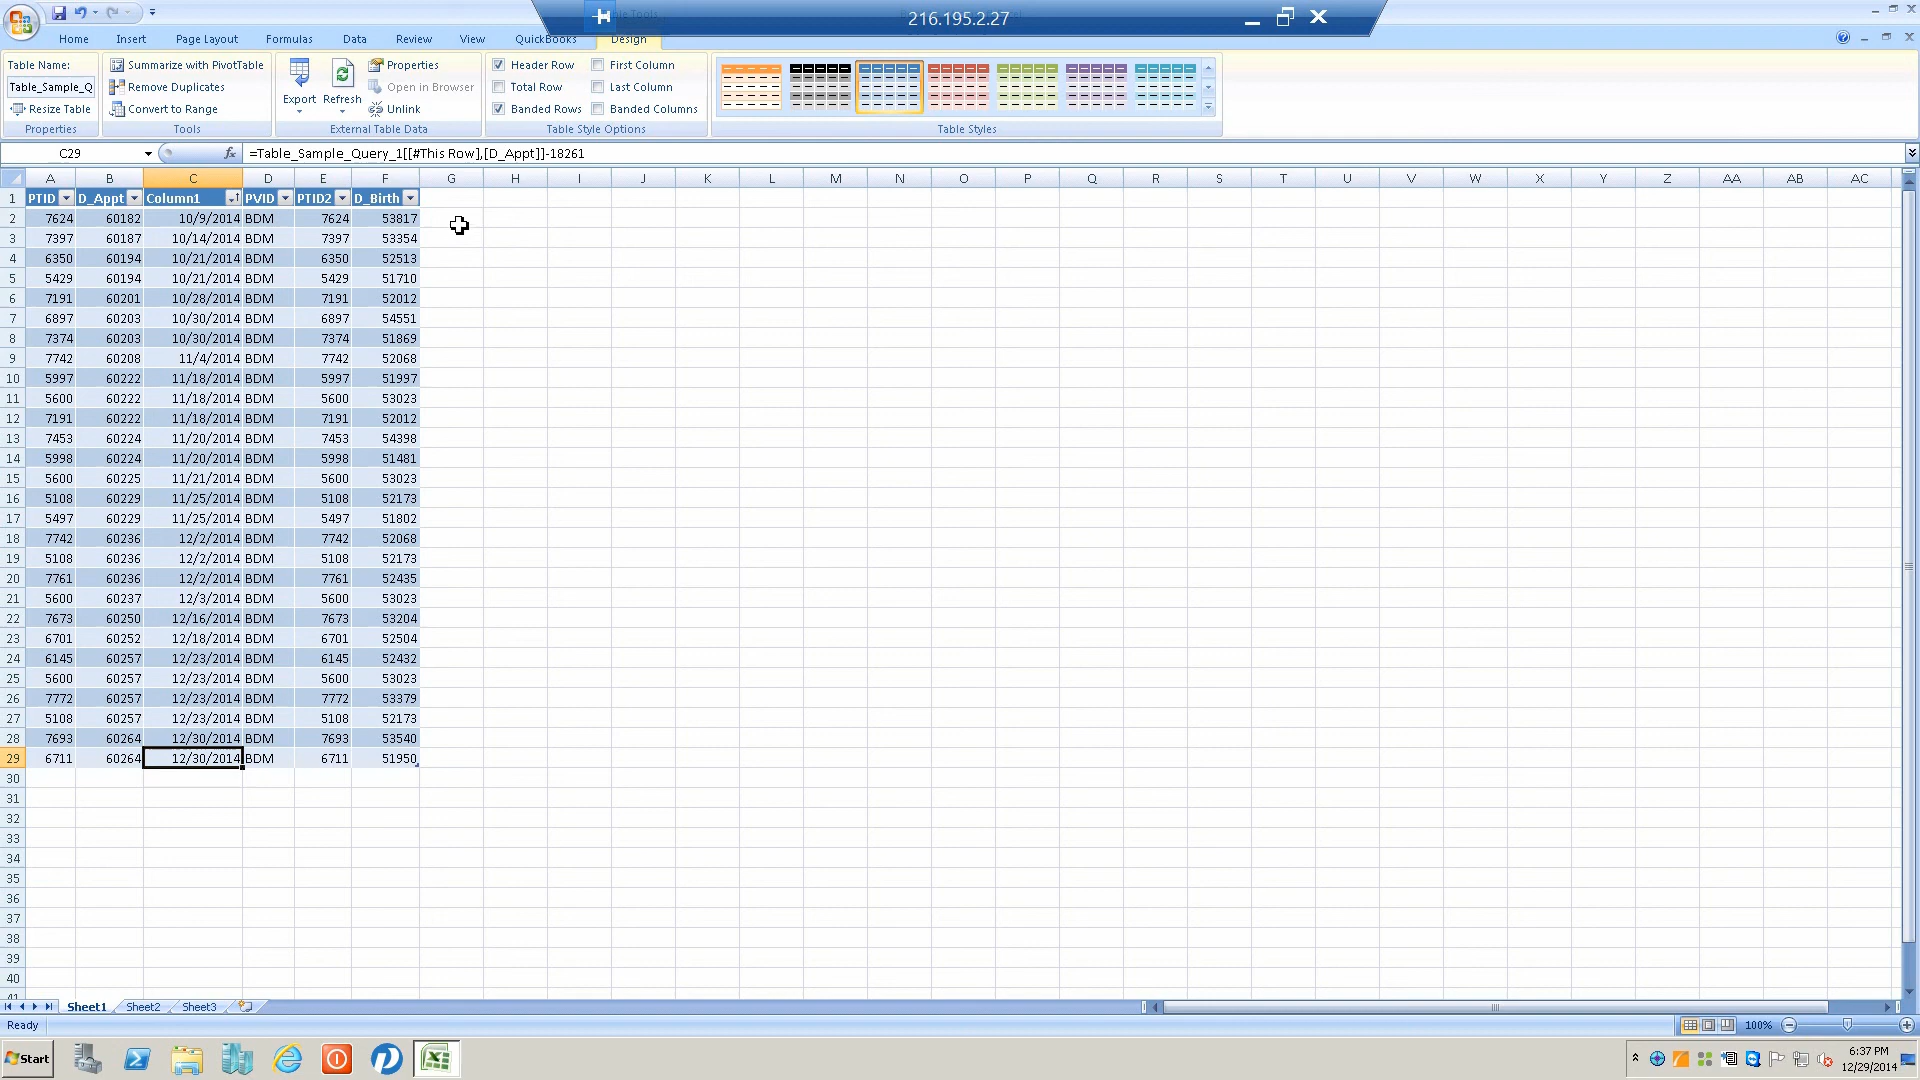 216.195.2.27
Home Insert Page Layout Formulas Data Review View QuickBooks Design
Table Name:
Table_Sample_Q
Resize Table
Properties
Summarize with PivotTable
Remove Duplicates
Convert to Range
Tools
Export Refresh
Properties
Open in Browser
Unlink
External Table Data
Header Row First Column
Total Row Last Column
Banded Rows Banded Columns
Table Style Options
Table Styles
C29 fx =Table_Sample_Query_1[[#This Row],[D_Appt]]-18261
A B C D E F G H I J K L M N O P Q R S T U V W X Y Z AA AB AC
1 PTID D_Appt Column1 PVID PTID2 D_Birth
2 7624 60182 10/9/2014 BDM 7624 53817
3 7397 60187 10/14/2014 BDM 7397 53354
4 6350 60194 10/21/2014 BDM 6350 52513
5 5429 60194 10/21/2014 BDM 5429 51710
6 7191 60201 10/28/2014 BDM 7191 52012
7 6897 60203 10/30/2014 BDM 6897 54551
8 7374 60203 10/30/2014 BDM 7374 51869
9 7742 60208 11/4/2014 BDM 7742 52068
10 5997 60222 11/18/2014 BDM 5997 51997
11 5600 60222 11/18/2014 BDM 5600 53023
12 7191 60222 11/18/2014 BDM 7191 52012
13 7453 60224 11/20/2014 BDM 7453 54398
14 5998 60224 11/20/2014 BDM 5998 51481
15 5600 60225 11/21/2014 BDM 5600 53023
16 5108 60229 11/25/2014 BDM 5108 52173
17 5497 60229 11/25/2014 BDM 5497 51802
18 7742 60236 12/2/2014 BDM 7742 52068
19 5108 60236 12/2/2014 BDM 5108 52173
20 7761 60236 12/2/2014 BDM 7761 52435
21 5600 60237 12/3/2014 BDM 5600 53023
22 7673 60250 12/16/2014 BDM 7673 53204
23 6701 60252 12/18/2014 BDM 6701 52504
24 6145 60257 12/23/2014 BDM 6145 52432
25 5600 60257 12/23/2014 BDM 5600 53023
26 7772 60257 12/23/2014 BDM 7772 53379
27 5108 60257 12/23/2014 BDM 5108 52173
28 7693 60264 12/30/2014 BDM 7693 53540
29 6711 60264 12/30/2014 BDM 6711 51950
30
31
32
33
34
35
36
37
38
39
40
41
Sheet1 Sheet2 Sheet3
Ready 100%
Start 6:37 PM
12/29/2014